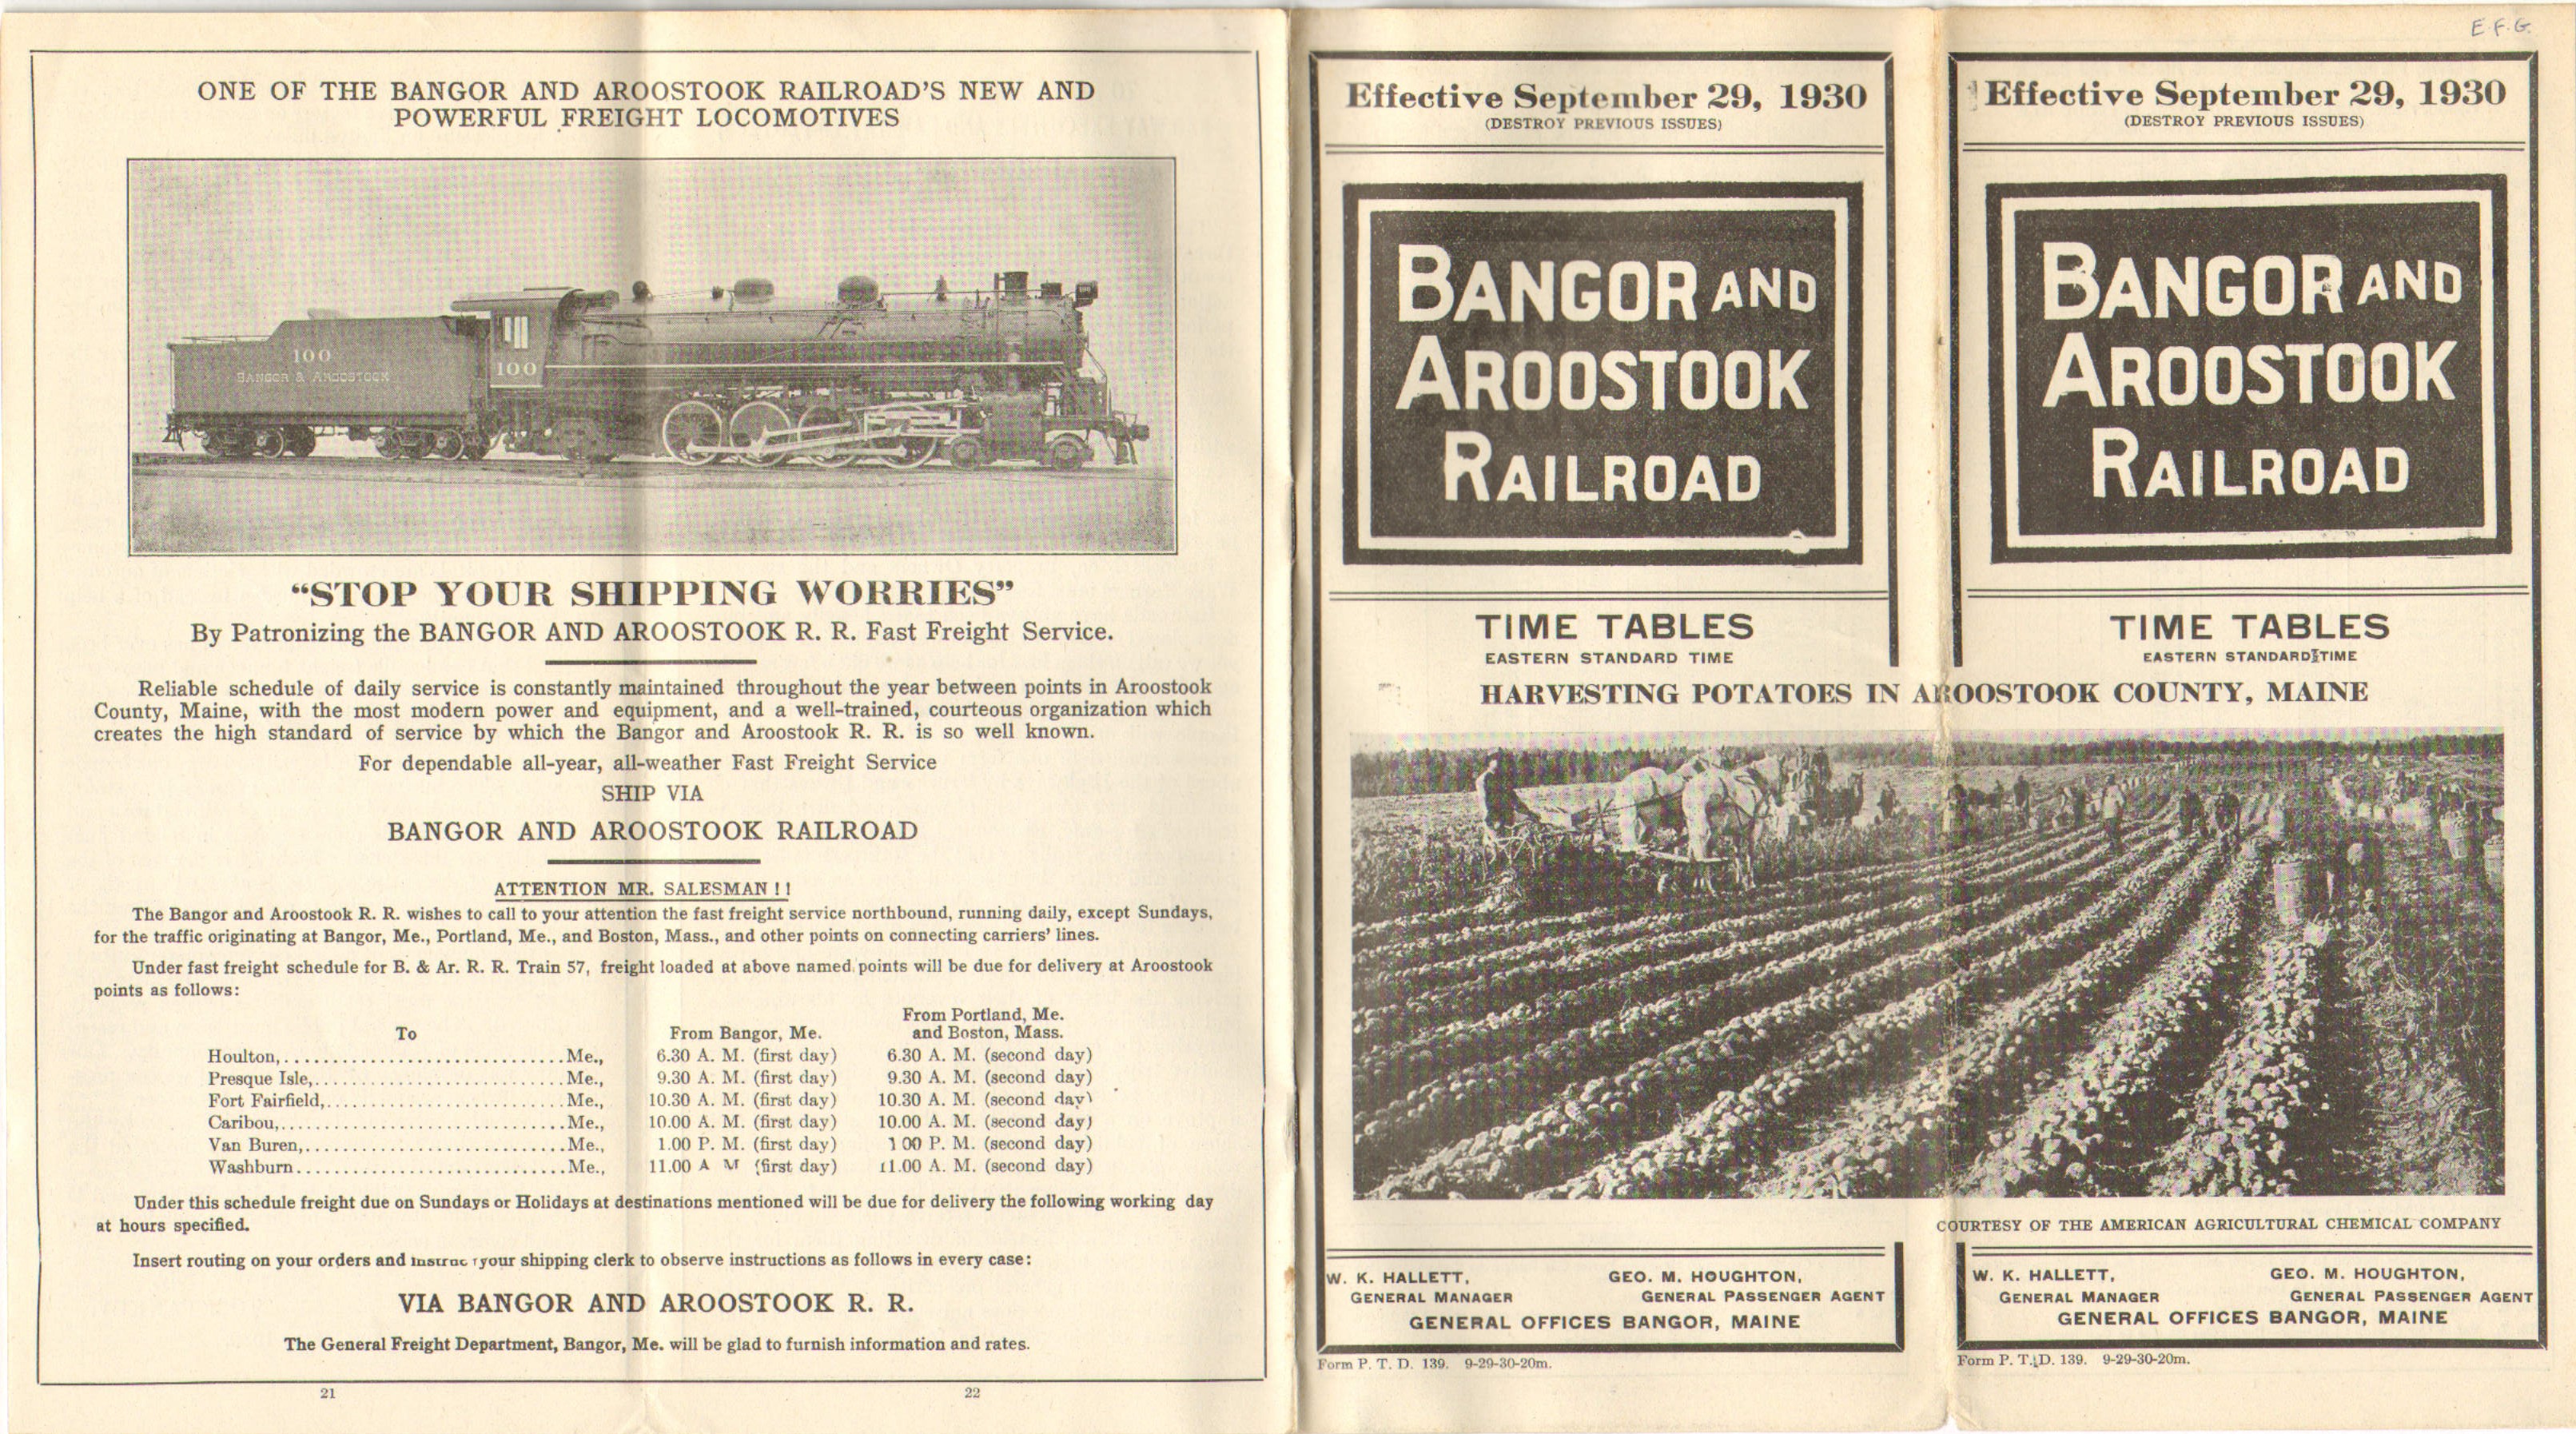 ONE OF THE BANGOR AND AROOSTOOK RAILROAD'S NEW AND
POWERFUL FREIGHT LOCOMOTIVES
100
BANGOR & AROOSTOOK
100
“STOP YOUR SHIPPING WORRIES”
By Patronizing the BANGOR AND AROOSTOOK R. R. Fast Freight Service.
Reliable schedule of daily service is constantly maintained throughout the year between points in Aroostook
County, Maine, with the most modern power and equipment, and a well-trained, courteous organization which
creates the high standard of service by which the Bangor and Aroostook R. R. is so well known.
For dependable all-year, all-weather Fast Freight Service
SHIP VIA
BANGOR AND AROOSTOOK RAILROAD
ATTENTION MR. SALESMAN ! !
The Bangor and Aroostook R. R. wishes to call to your attention the fast freight service northbound, running daily, except Sundays,
for the traffic originating at Bangor, Me., Portland, Me., and Boston, Mass., and other points on connecting carriers' lines.
Under fast freight schedule for B. & Ar. R. R. Train 57, freight loaded at above named points will be due for delivery at Aroostook
points as follows:
To From Bangor, Me. From Portland, Me. and Boston, Mass.
Houlton,..............................Me., 6.30 A. M. (first day) 6.30 A. M. (second day)
Presque Isle,..........................Me., 9.30 A. M. (first day) 9.30 A. M. (second day)
Fort Fairfield,.........................Me., 10.30 A. M. (first day) 10.30 A. M. (second day)
Caribou,..............................Me., 10.00 A. M. (first day) 10.00 A. M. (second day)
Van Buren,...........................Me., 1.00 P. M. (first day) 1 00 P. M. (second day)
Washburn............................Me., 11.00 A M (first day) 11.00 A. M. (second day)
Under this schedule freight due on Sundays or Holidays at destinations mentioned will be due for delivery the following working day
at hours specified.
Insert routing on your orders and your shipping clerk to observe instructions as follows in every case:
VIA BANGOR AND AROOSTOOK R. R.
The General Freight Department, Bangor, Me. will be glad to furnish information and rates.
21
22
Effective September 29, 1930
(DESTROY PREVIOUS ISSUES)
BANGOR AND
AROOSTOOK
RAILROAD
TIME TABLES
EASTERN STANDARD TIME
E.F.G.
Effective September 29, 1930
(DESTROY PREVIOUS ISSUES)
BANGOR AND
AROOSTOOK
RAILROAD
TIME TABLES
EASTERN STANDARD TIME
HARVESTING POTATOES IN AROOSTOOK COUNTY, MAINE
COURTESY OF THE AMERICAN AGRICULTURAL CHEMICAL COMPANY
W. K. HALLETT, GEO. M. HOUGHTON,
GENERAL MANAGER GENERAL PASSENGER AGENT
GENERAL OFFICES BANGOR, MAINE
Form P. T. D. 139. 9-29-30-20m.
W. K. HALLETT, GEO. M. HOUGHTON,
GENERAL MANAGER GENERAL PASSENGER AGENT
GENERAL OFFICES BANGOR, MAINE
Form P. T. D. 139. 9-29-30-20m.